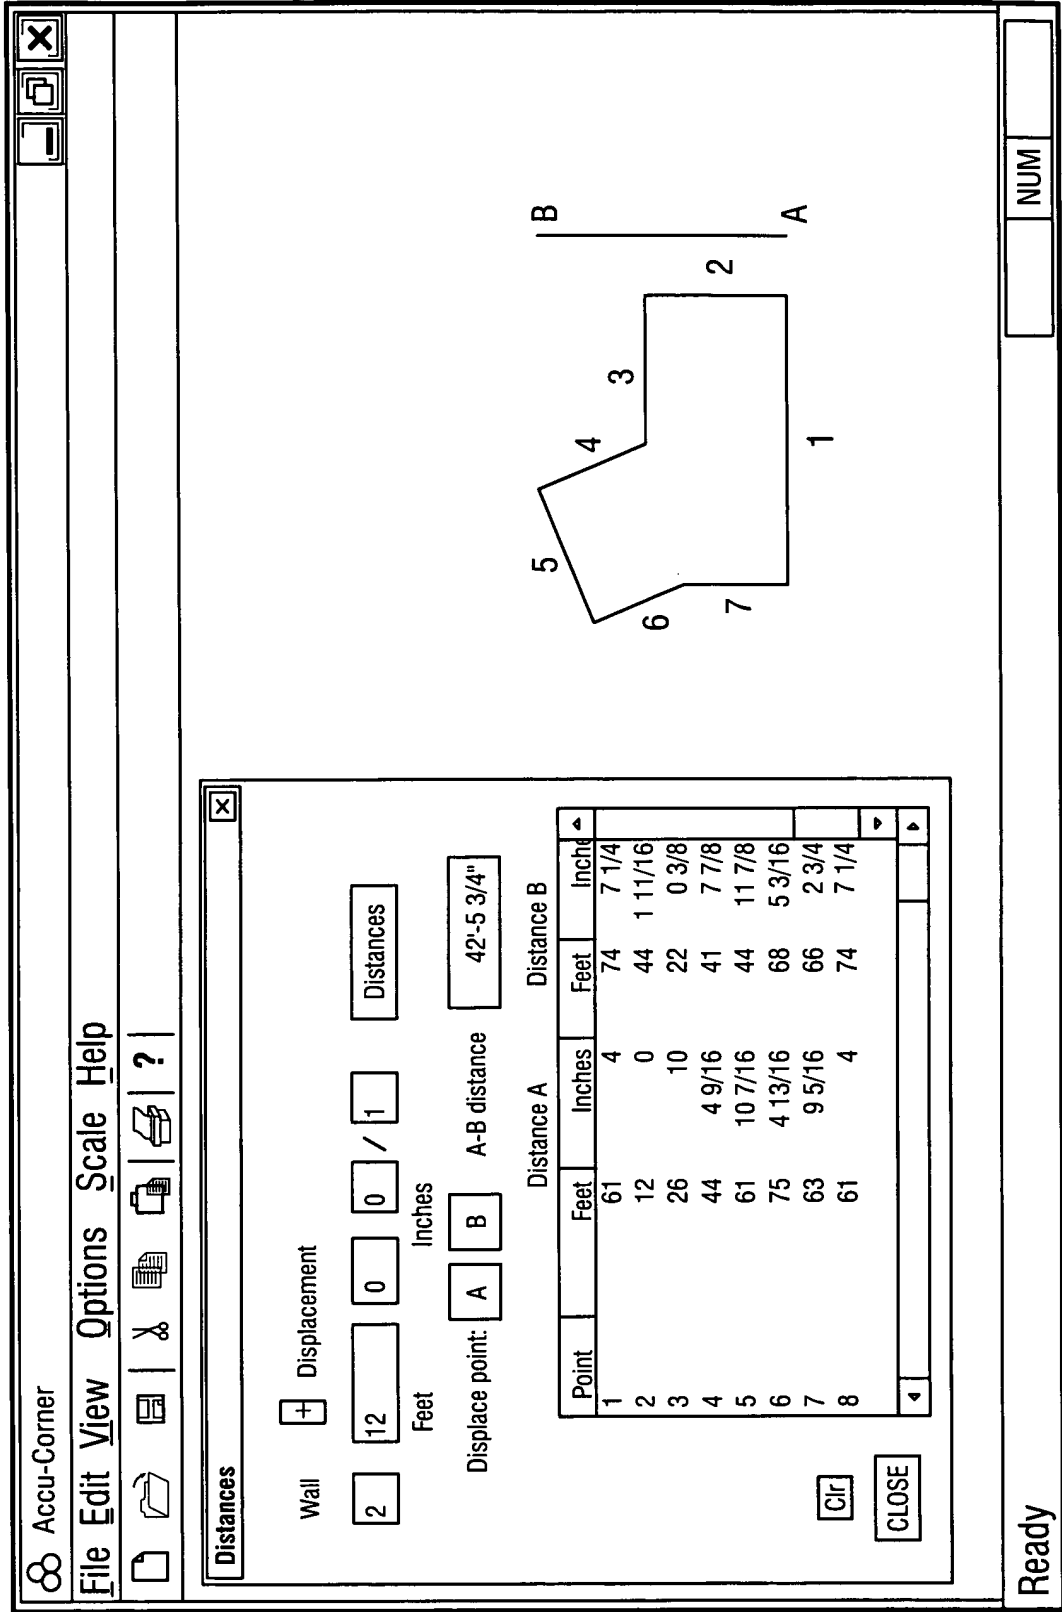 Accu-Corner
File Edit View Options Scale Help
?
Distances
Wall + Displacement
2 12 0 0 / 1 Distances
Feet Inches
Displace point: A B A-B distance 42'-5 3/4"
Distance A Distance B
Point Feet Inches Feet Inche
1 61 4 74 7 1/4
2 12 0 44 1 11/16
3 26 10 22 0 3/8
4 44 4 9/16 41 7 7/8
5 61 10 7/16 44 11 7/8
6 75 4 13/16 68 5 3/16
7 63 9 5/16 66 2 3/4
8 61 4 74 7 1/4
Clr
CLOSE
B
5
4
3
2
6
7
A
1
Ready NUM